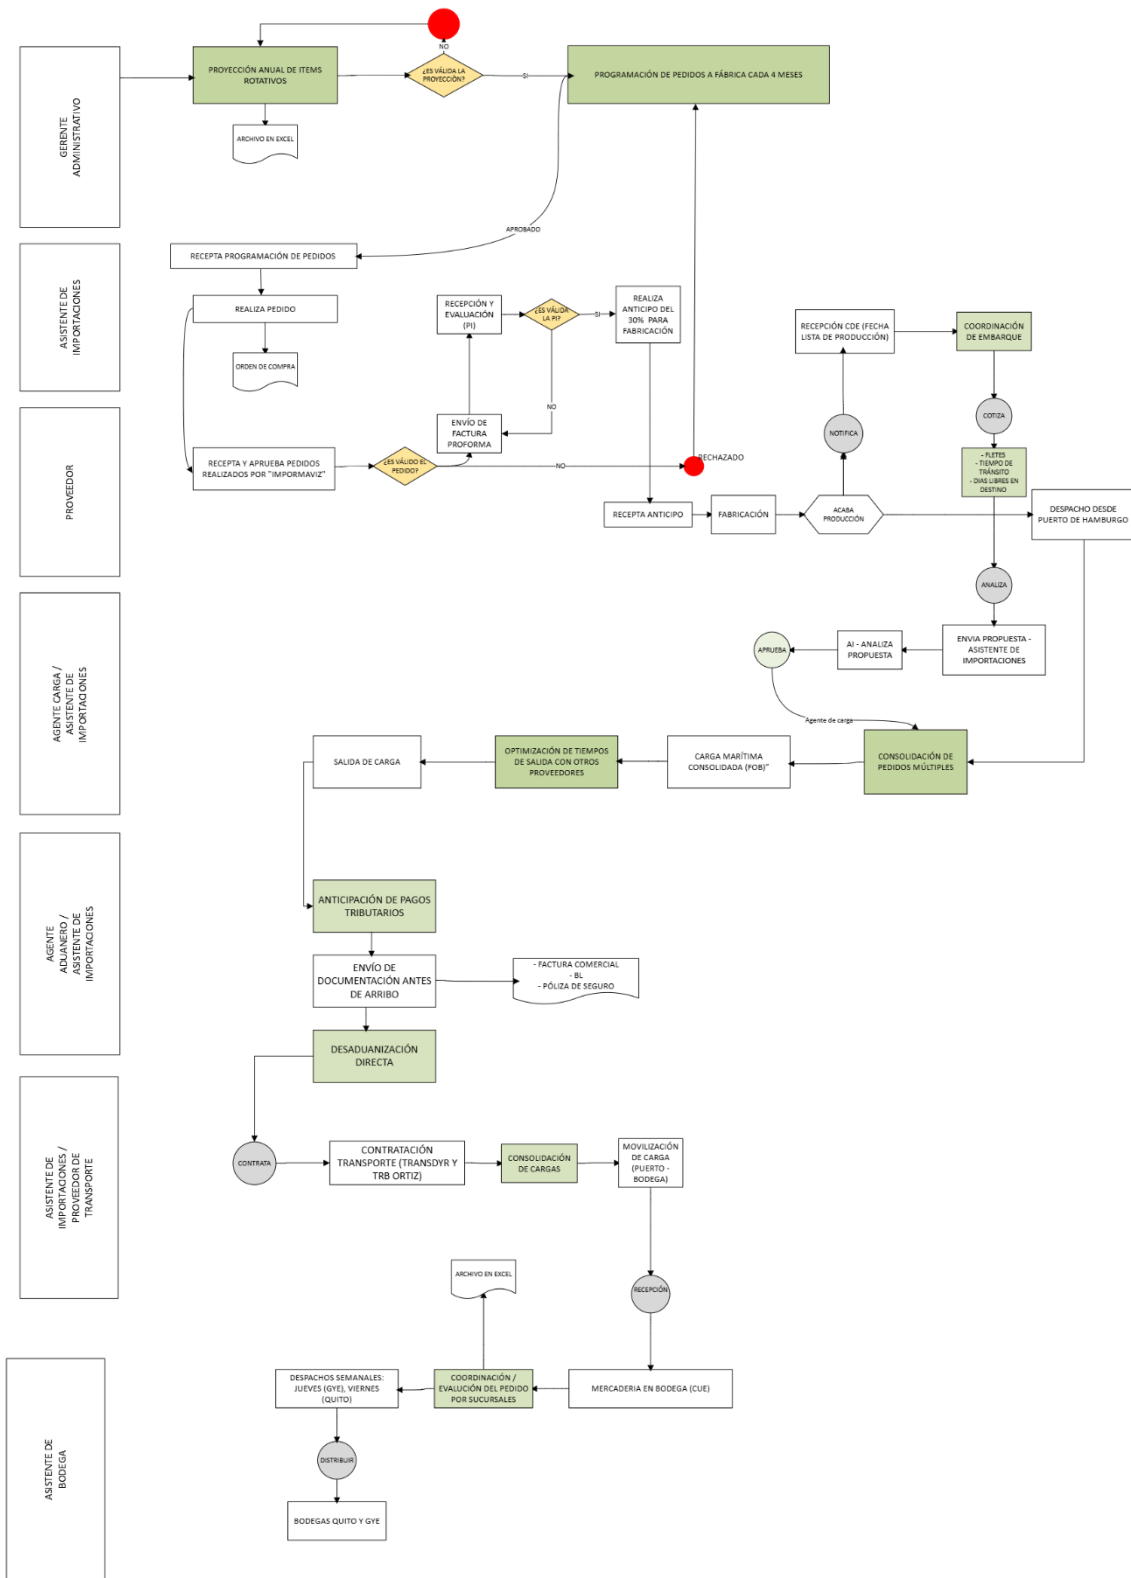 NO
GERENTE
ADMINISTRATIVO
PROYECCIÓN ANUAL DE ITEMS
ROTATIVOS
¿ES VÁLIDA LA
PROYECCIÓN?
SI
PROGRAMACIÓN DE PEDIDOS A FÁBRICA CADA 4 MESES
ARCHIVO EN EXCEL
APROBADO
ASISTENTE DE
IMPORTACIONES
RECEPTA PROGRAMACIÓN DE PEDIDOS
REALIZA PEDIDO
ORDEN DE COMPRA
RECEPCIÓN Y
EVALUACIÓN
(PI)
¿ES VÁLIDA
LA PI?
SI
NO
REALIZA
ANTICIPO DEL
30% PARA
FABRICACIÓN
RECEPCIÓN CDE (FECHA
LISTA DE PRODUCCIÓN)
COORDINACIÓN
DE EMBARQUE
COTIZA
NOTIFICA
PROVEEDOR
RECEPTA Y APRUEBA PEDIDOS
REALIZADOS POR "IMPORMAVIZ"
¿ES VÁLIDO EL
PEDIDO?
ENVÍO DE
FACTURA
PROFORMA
NO
RECHAZADO
- FLETES
- TIEMPO DE
TRÁNSITO
- DIAS LIBRES EN
DESTINO
RECEPTA ANTICIPO
FABRICACIÓN
ACABA
PRODUCCIÓN
DESPACHO DESDE
PUERTO DE HAMBURGO
ANALIZA
AGENTE CARGA /
ASISTENTE DE
IMPORTACIONES
APRUEBA
AI - ANALIZA
PROPUESTA
ENVIA PROPUESTA -
ASISTENTE DE
IMPORTACIONES
Agente de carga
SALIDA DE CARGA
OPTIMIZACIÓN DE TIEMPOS
DE SALIDA CON OTROS
PROVEEDORES
CARGA MARÍTIMA
CONSOLIDADA (FOB)"
CONSOLIDACIÓN DE
PEDIDOS MÚLTIPLES
AGENTE
ADUANERO /
ASISTENTE DE
IMPORTACIONES
ANTICIPACIÓN DE PAGOS
TRIBUTARIOS
ENVÍO DE
DOCUMENTACIÓN ANTES
DE ARRIBO
- FACTURA COMERCIAL
- BL
- PÓLIZA DE SEGURO
DESADUANIZACIÓN
DIRECTA
ASISTENTE DE
IMPORTACIONES /
PROVEEDOR DE
TRANSPORTE
CONTRATA
CONTRATACIÓN
TRANSPORTE (TRANSDYR Y
TRB ORTIZ)
CONSOLIDACIÓN
DE CARGAS
MOVILIZACIÓN
DE CARGA
(PUERTO -
BODEGA)
ARCHIVO EN EXCEL
RECEPCIÓN
ASISTENTE DE
BODEGA
DESPACHOS SEMANALES:
JUEVES (GYE), VIERNES
(QUITO)
COORDINACIÓN /
EVALUCIÓN DEL PEDIDO
POR SUCURSALES
MERCADERIA EN BODEGA (CUE)
DISTRIBUIR
BODEGAS QUITO Y GYE